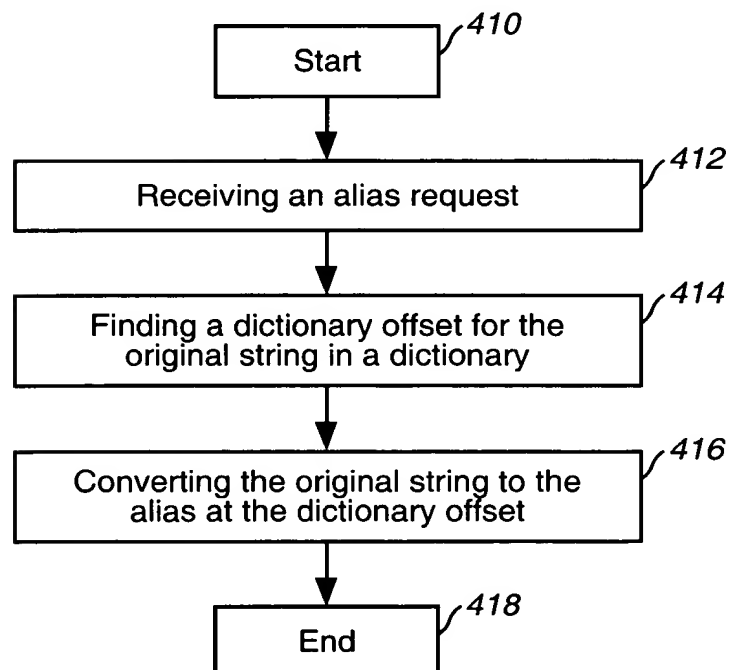 410
Start
412
Receiving an alias request
414
Finding a dictionary offset for the
original string in a dictionary
416
Converting the original string to the
alias at the dictionary offset
418
End